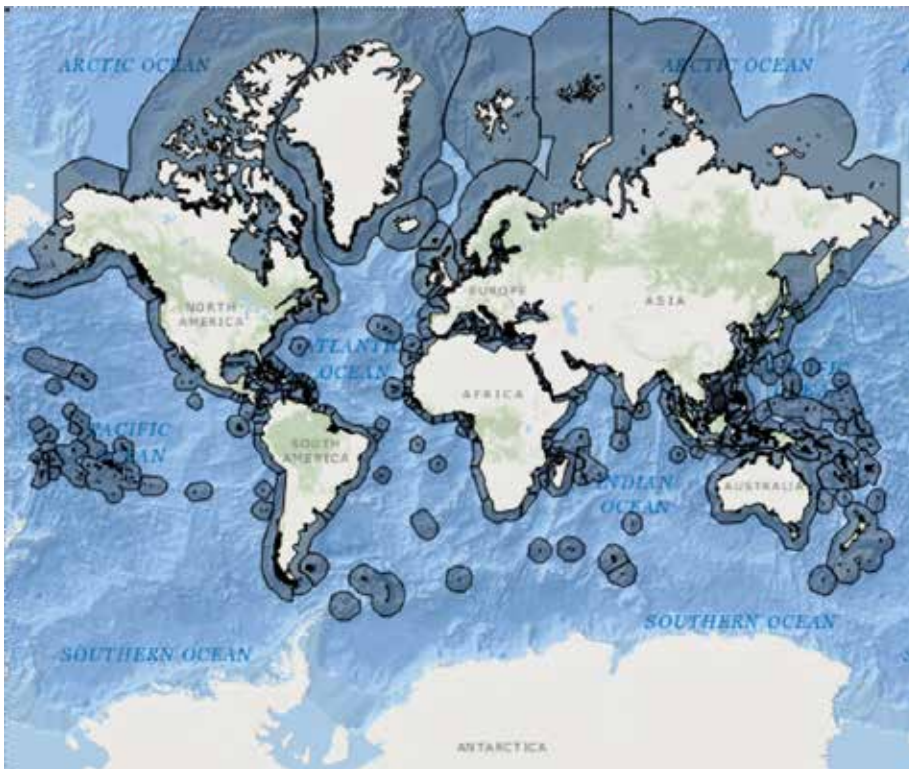 ARCTIC OCEAN
ARCTIC OCEAN
A
EUROPE
ASIA
NORTH
AMERICA
ATLANTIC
OCEAN
AFRICA
PACIFIC
OCEAN
SOUTH
AMERICA
INDIAN
OCEAN
AUSTRALIA
SOUTHERN OCEAN
SOUTHERN OCEAN
ANTARCTICA